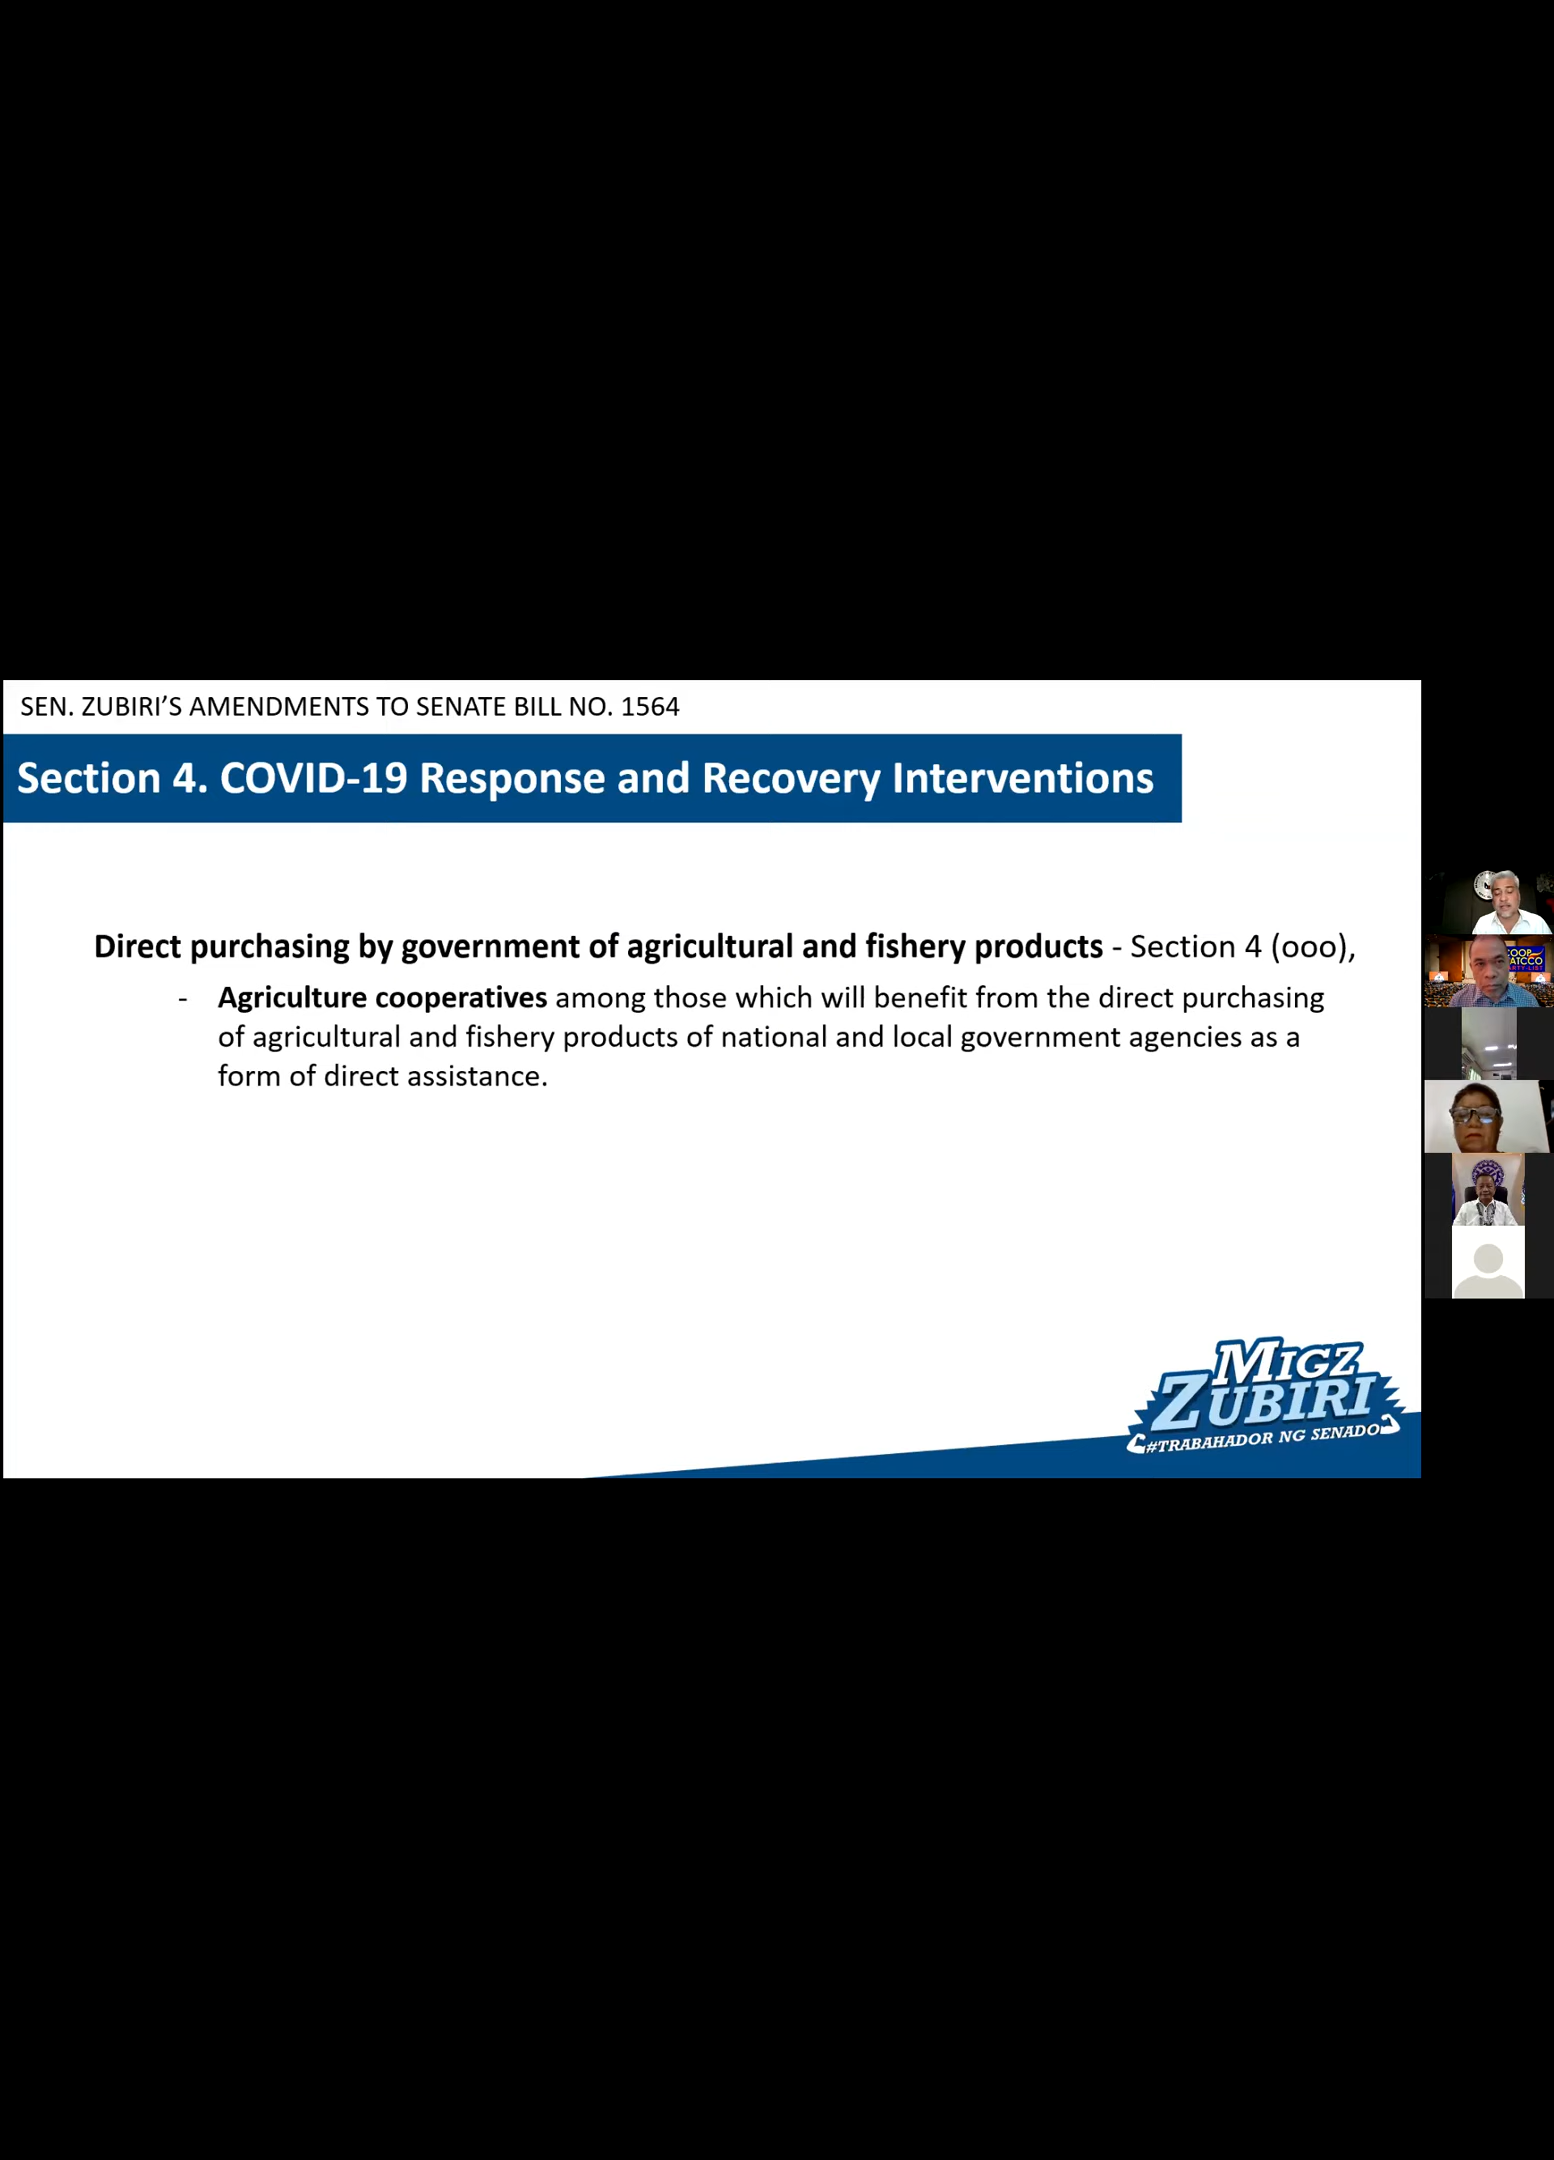 SEN. ZUBIRI’S AMENDMENTS TO SENATE BILL NO. 1564
Section 4. COVID-19 Response and Recovery Interventions
Direct purchasing by government of agricultural and fishery products - Section 4 (ooo),
- Agriculture cooperatives among those which will benefit from the direct purchasing
of agricultural and fishery products of national and local government agencies as a
form of direct assistance.
MIGZ
ZUBIRI
#TRABAHADOR NG SENADO